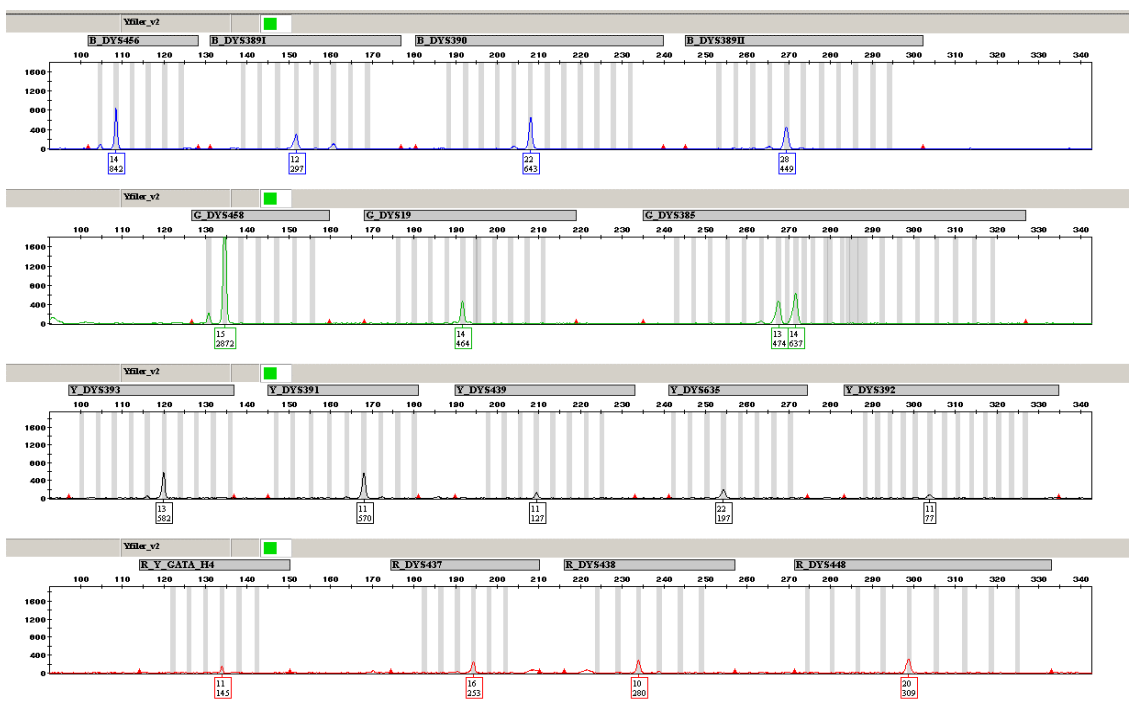 Yfiler_v2
B_DYS456 B_DYS389I B_DYS390 B_DYS389II
100 110 120 130 140 150 160 170 180 190 200 210 220 230 240 250 260 270 280 290 300 310 320 330 340
1600
1200
800
400
0
14 12 22 28
842 297 643 449
Yfiler_v2
G_DYS458 G_DYS19 G_DYS385
100 110 120 130 140 150 160 170 180 190 200 210 220 230 240 250 260 270 280 290 300 310 320 330 340
1600
1200
800
400
0
15 14 13 14
2872 464 474 637
Yfiler_v2
Y_DYS393 Y_DYS391 Y_DYS439 Y_DYS635 Y_DYS392
100 110 120 130 140 150 160 170 180 190 200 210 220 230 240 250 260 270 280 290 300 310 320 330 340
1600
1200
800
400
0
13 11 11 22 11
582 570 127 197 77
Yfiler_v2
R_Y_GATA_H4 R_DYS437 R_DYS438 R_DYS448
100 110 120 130 140 150 160 170 180 190 200 210 220 230 240 250 260 270 280 290 300 310 320 330 340
1600
1200
800
400
0
11 16 10 20
145 253 280 309